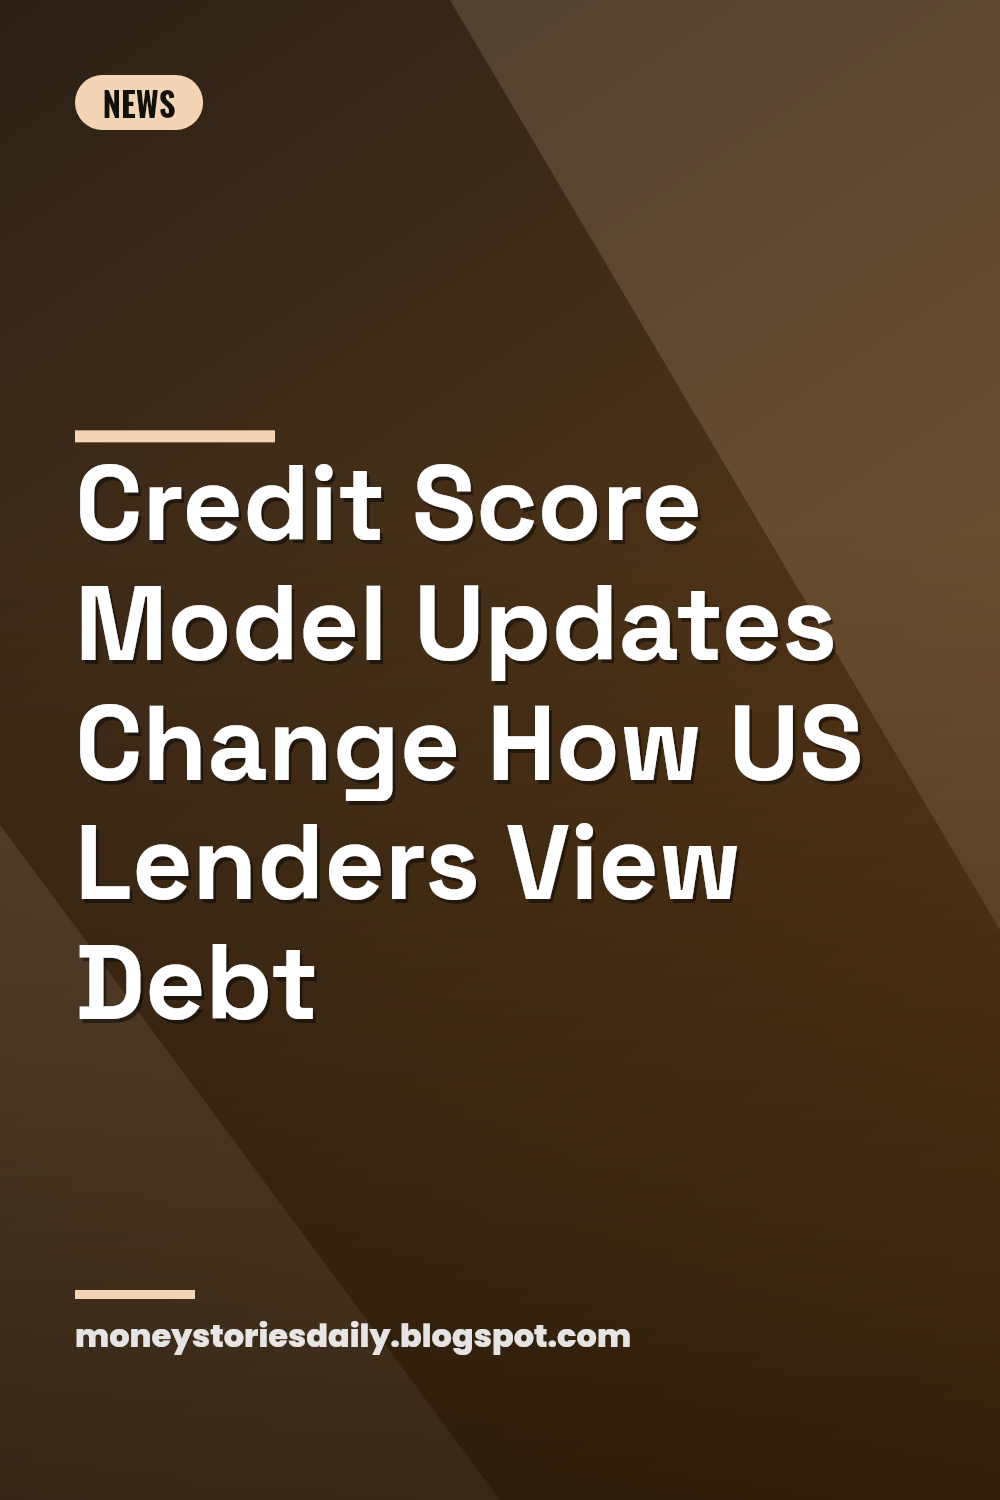 NEWS
Credit Score
Model Updates
Change How US
Lenders View
Debt
moneystoriesdaily.blogspot.com